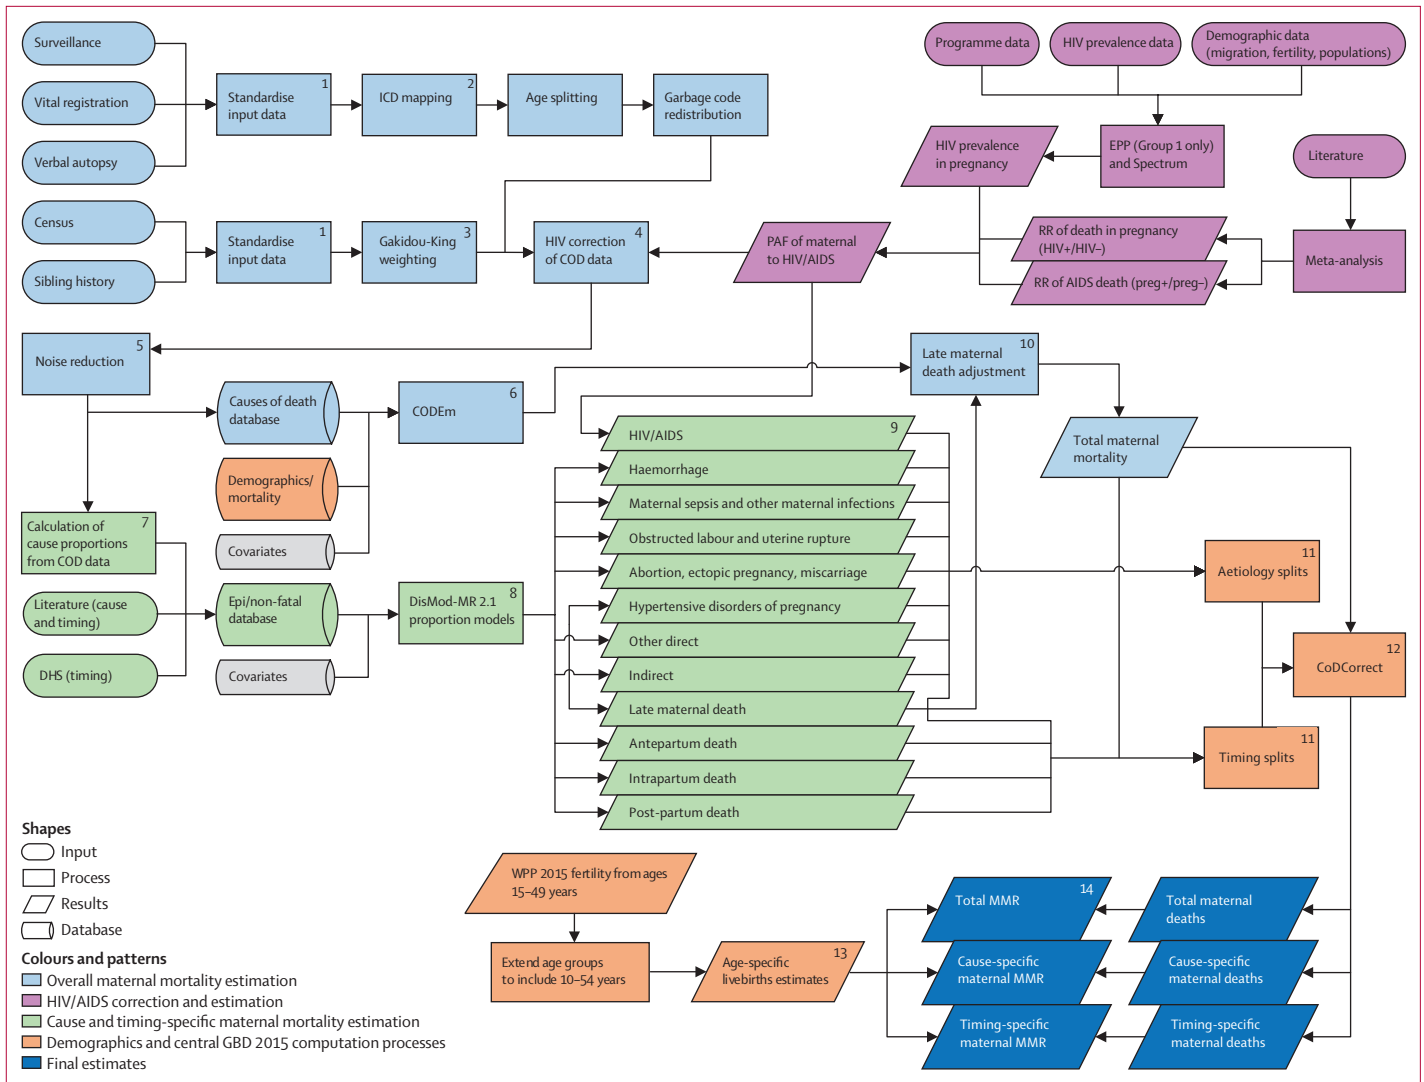 Surveillance
Vital registration
Verbal autopsy
Census
Sibling history
1
Standardise
input data
2
ICD mapping
Age splitting
Garbage code
redistribution
1
Standardise
input data
3
Gakidou-King
weighting
4
HIV correction
of COD data
Programme data
HIV prevalence data
Demographic data
(migration, fertility, populations)
HIV prevalence
in pregnancy
EPP (Group 1 only)
and Spectrum
Literature
PAF of maternal
to HIV/AIDS
RR of death in pregnancy
(HIV+/HIV–)
RR of AIDS death (preg+/preg–)
Meta-analysis
5
Noise reduction
Causes of death
database
6
CODEm
Demographics/
mortality
Covariates
10
Late maternal
death adjustment
Total maternal
mortality
7
Calculation of
cause proportions
from COD data
Literature (cause
and timing)
DHS (timing)
Epi/non-fatal
database
Covariates
8
DisMod-MR 2.1
proportion models
HIV/AIDS
9
Haemorrhage
Maternal sepsis and other maternal infections
Obstructed labour and uterine rupture
Abortion, ectopic pregnancy, miscarriage
Hypertensive disorders of pregnancy
Other direct
Indirect
Late maternal death
Antepartum death
Intrapartum death
Post-partum death
11
Aetiology splits
12
CoDCorrect
11
Timing splits
Shapes
Input
Process
Results
Database
Colours and patterns
Overall maternal mortality estimation
HIV/AIDS correction and estimation
Cause and timing-specific maternal mortality estimation
Demographics and central GBD 2015 computation processes
Final estimates
WPP 2015 fertility from ages
15–49 years
Extend age groups
to include 10–54 years
13
Age-specific
livebirths estimates
14
Total MMR
Total maternal
deaths
Cause-specific
maternal MMR
Cause-specific
maternal deaths
Timing-specific
maternal MMR
Timing-specific
maternal deaths